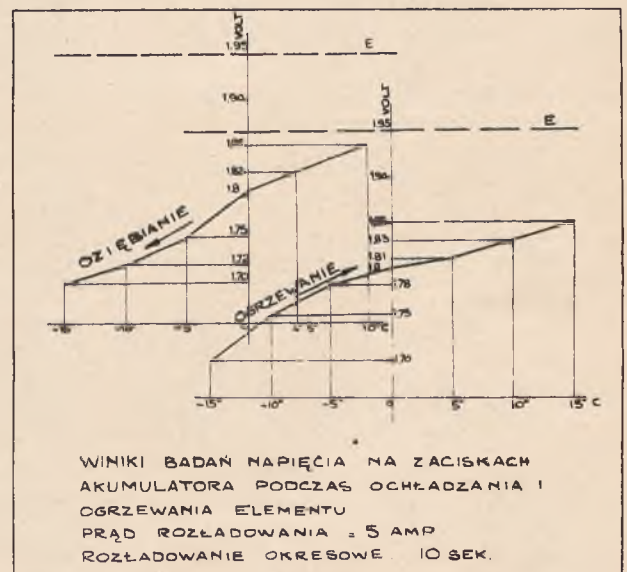 VOLT
1.95
E
1.90
1.85
1.82
1.8
1.75
1.72
1.70
OZIĘBIANIE
-10
-5
10°C
VOLT
1.95
E
1.90
1.85
1.83
1.81
1.8
1.78
1.75
1.70
OGRZEWANIE
-15° -10° -5° 0 5° 10° 15° C
WINIKI BADAŃ NAPIĘCIA NA ZACISKACH
AKUMULATORA PODCZAS OCHŁADZANIA I
OGRZEWANIA ELEMENTU
PRĄD ROZŁADOWANIA = 5 AMP
ROZŁADOWANIE OKRESOWE 10 SEK.